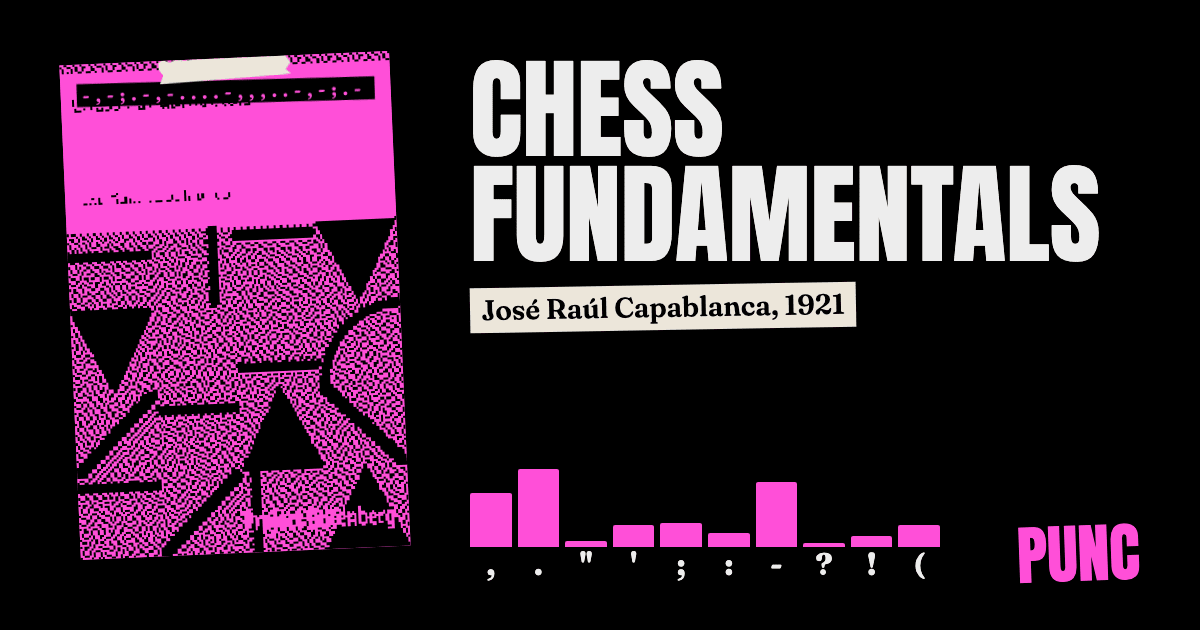 CHESS
FUNDAMENTALS
José Raúl Capablanca, 1921
, . " ' ; : - ? ! (
PUNC